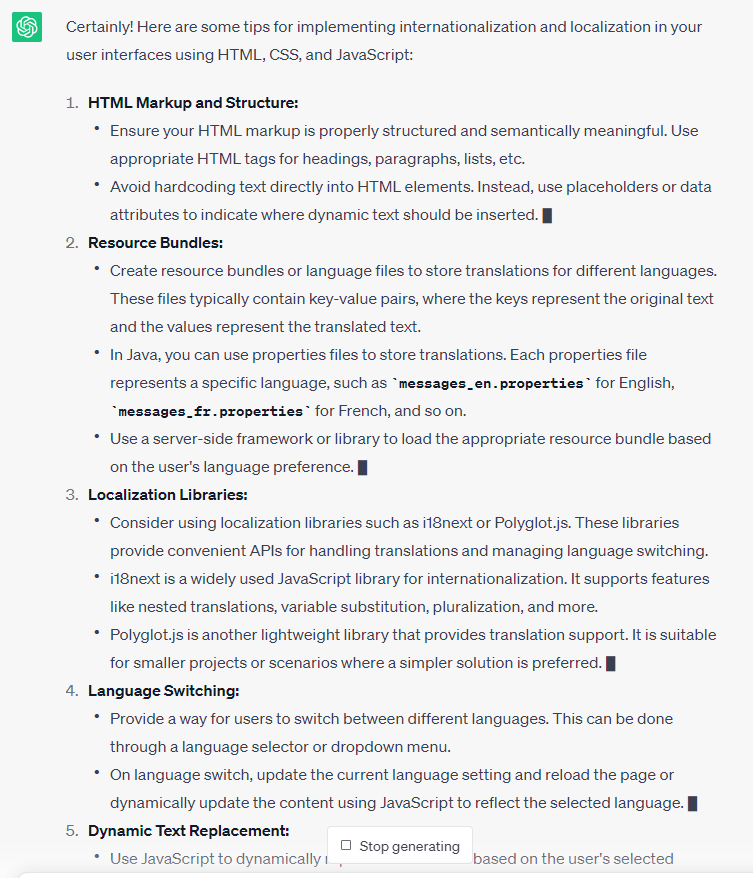 Certainly! Here are some tips for implementing internationalization and localization in your
user interfaces using HTML, CSS, and JavaScript:
1. HTML Markup and Structure:
• Ensure your HTML markup is properly structured and semantically meaningful. Use
appropriate HTML tags for headings, paragraphs, lists, etc.
• Avoid hardcoding text directly into HTML elements. Instead, use placeholders or data
attributes to indicate where dynamic text should be inserted.
2. Resource Bundles:
• Create resource bundles or language files to store translations for different languages.
These files typically contain key-value pairs, where the keys represent the original text
and the values represent the translated text.
• In Java, you can use properties files to store translations. Each properties file
represents a specific language, such as `messages_en.properties` for English,
`messages_fr.properties` for French, and so on.
• Use a server-side framework or library to load the appropriate resource bundle based
on the user's language preference.
3. Localization Libraries:
• Consider using localization libraries such as i18next or Polyglot.js. These libraries
provide convenient APIs for handling translations and managing language switching.
• i18next is a widely used JavaScript library for internationalization. It supports features
like nested translations, variable substitution, pluralization, and more.
• Polyglot.js is another lightweight library that provides translation support. It is suitable
for smaller projects or scenarios where a simpler solution is preferred.
4. Language Switching:
• Provide a way for users to switch between different languages. This can be done
through a language selector or dropdown menu.
• On language switch, update the current language setting and reload the page or
dynamically update the content using JavaScript to reflect the selected language.
5. Dynamic Text Replacement:
Stop generating
• Use JavaScript to dynamically based on the user's selected